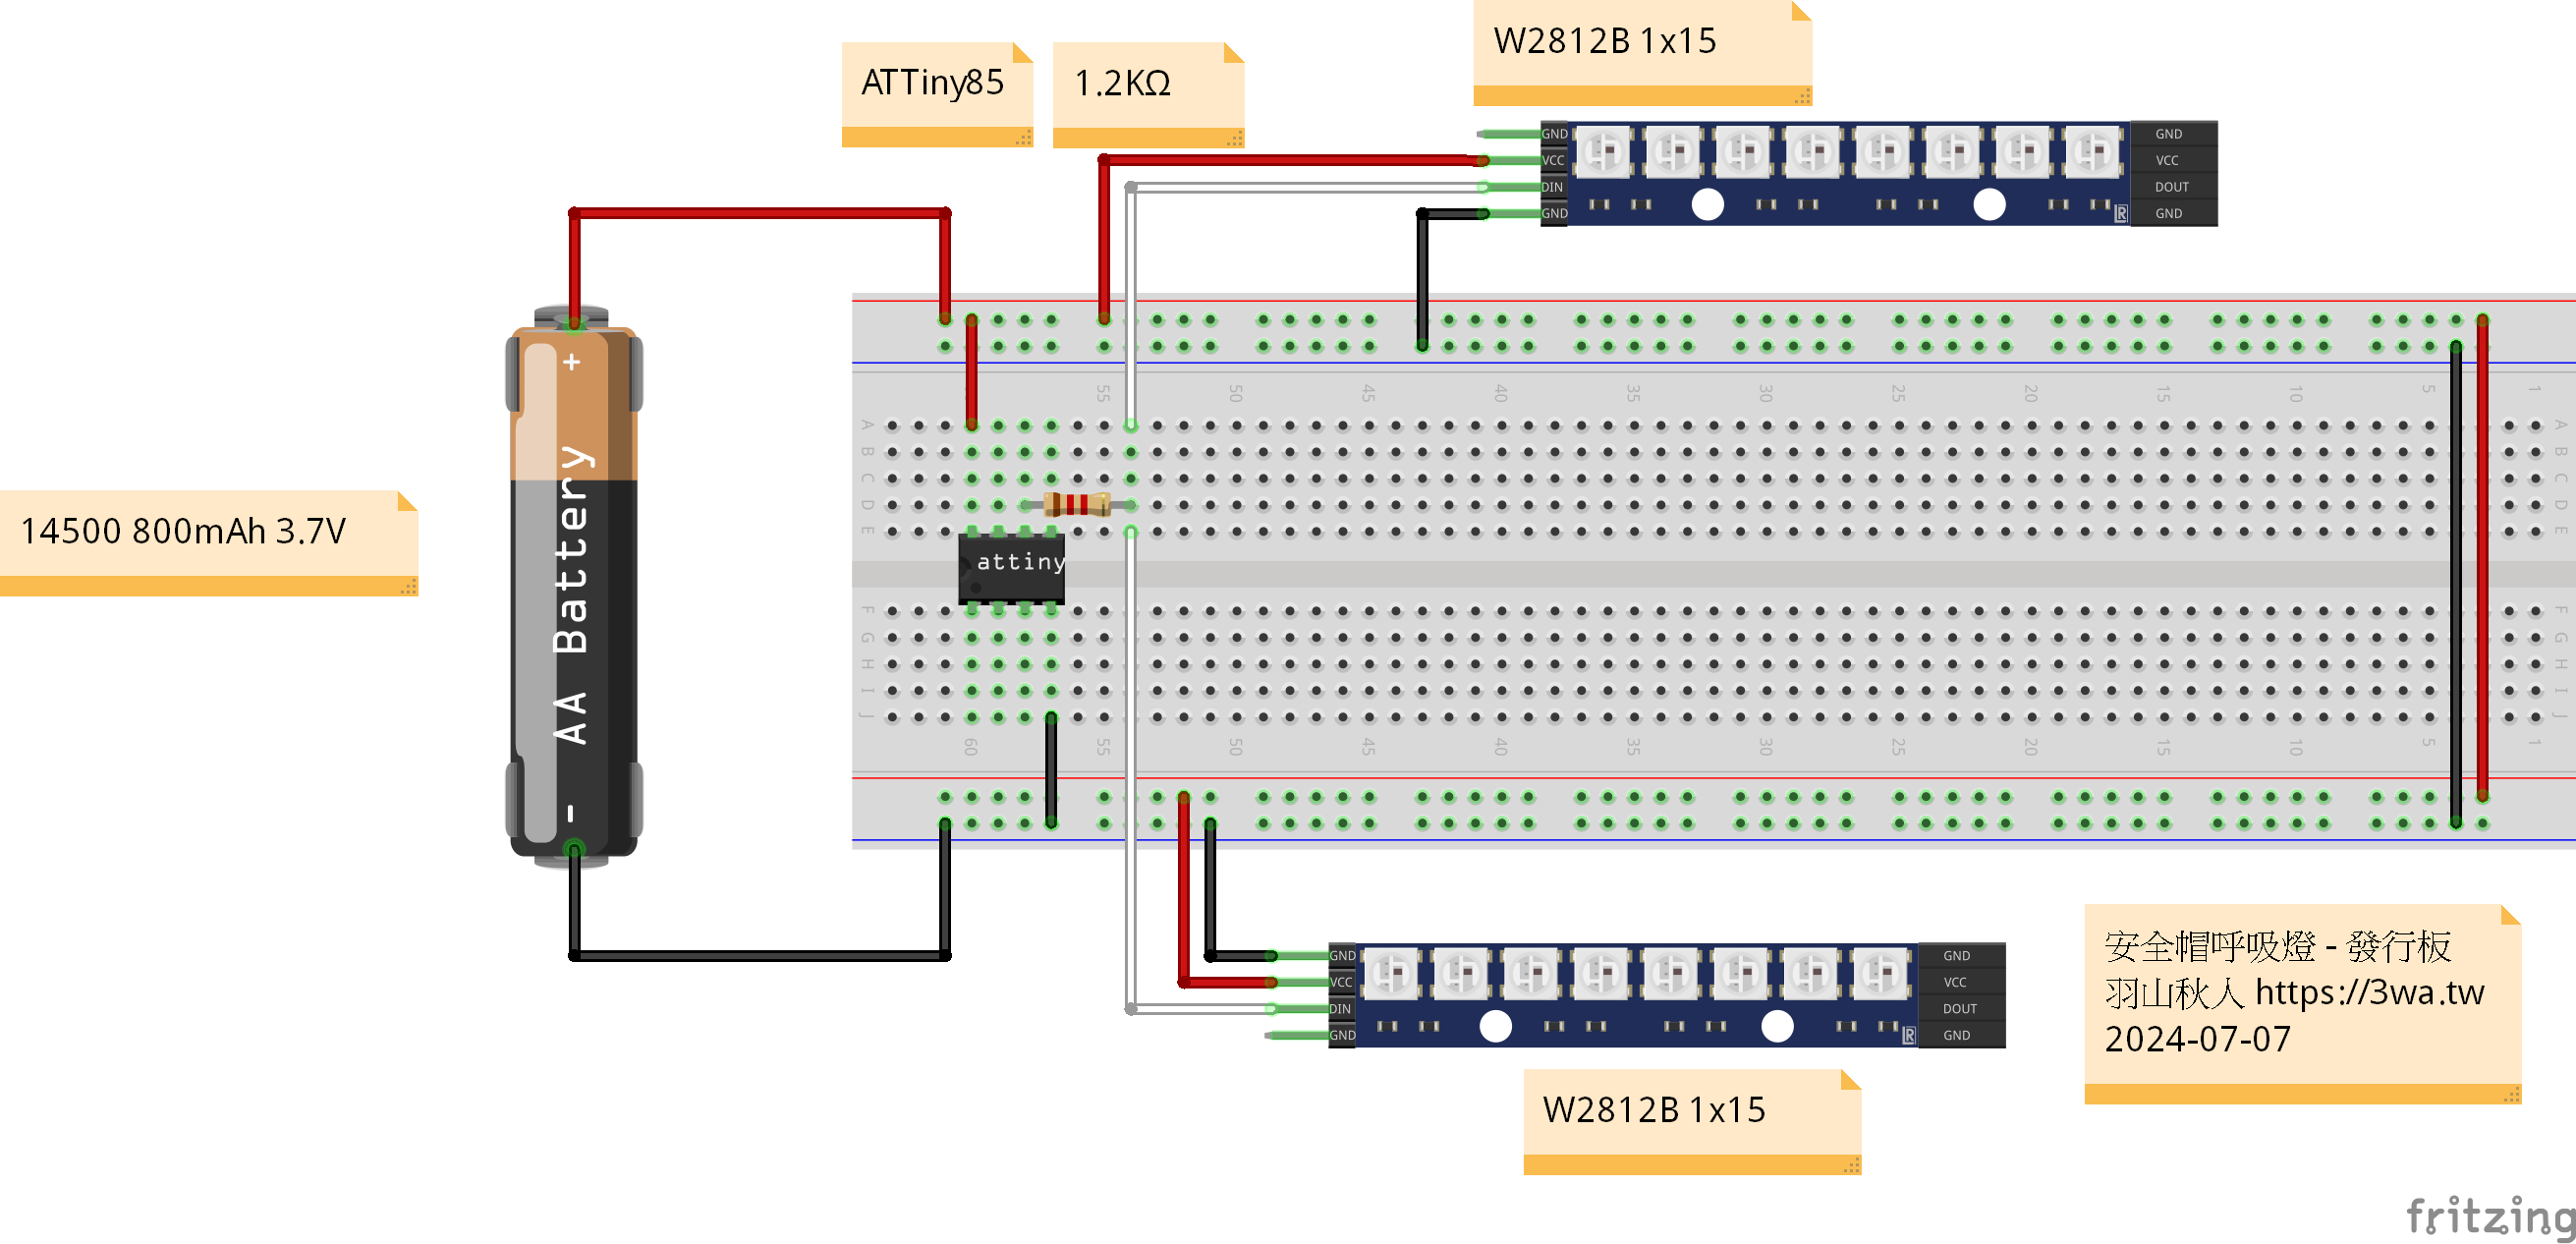 W2812B 1x15
ATTiny85
1.2KΩ
GND
VCC
DIN
GND
GND
VCC
DOUT
GND
14500 800mAh 3.7V
+
AA Battery
-
55 50 45 40 35 30 25 20 15 10 5 1
A A
B B
C C
D D
E E
attiny
F F
G G
H H
I I
J J
60 55 50 45 40 35 30 25 20 15 10 5 1
GND
VCC
DIN
GND
GND
VCC
DOUT
GND
W2812B 1x15
安全帽呼吸燈 - 發行板
羽山秋人 https://3wa.tw
2024-07-07
fritzing